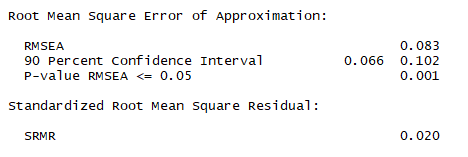 Root Mean Square Error of Approximation:
RMSEA 0.083
90 Percent Confidence Interval 0.066 0.102
P-value RMSEA <= 0.05 0.001
Standardized Root Mean Square Residual:
SRMR 0.020